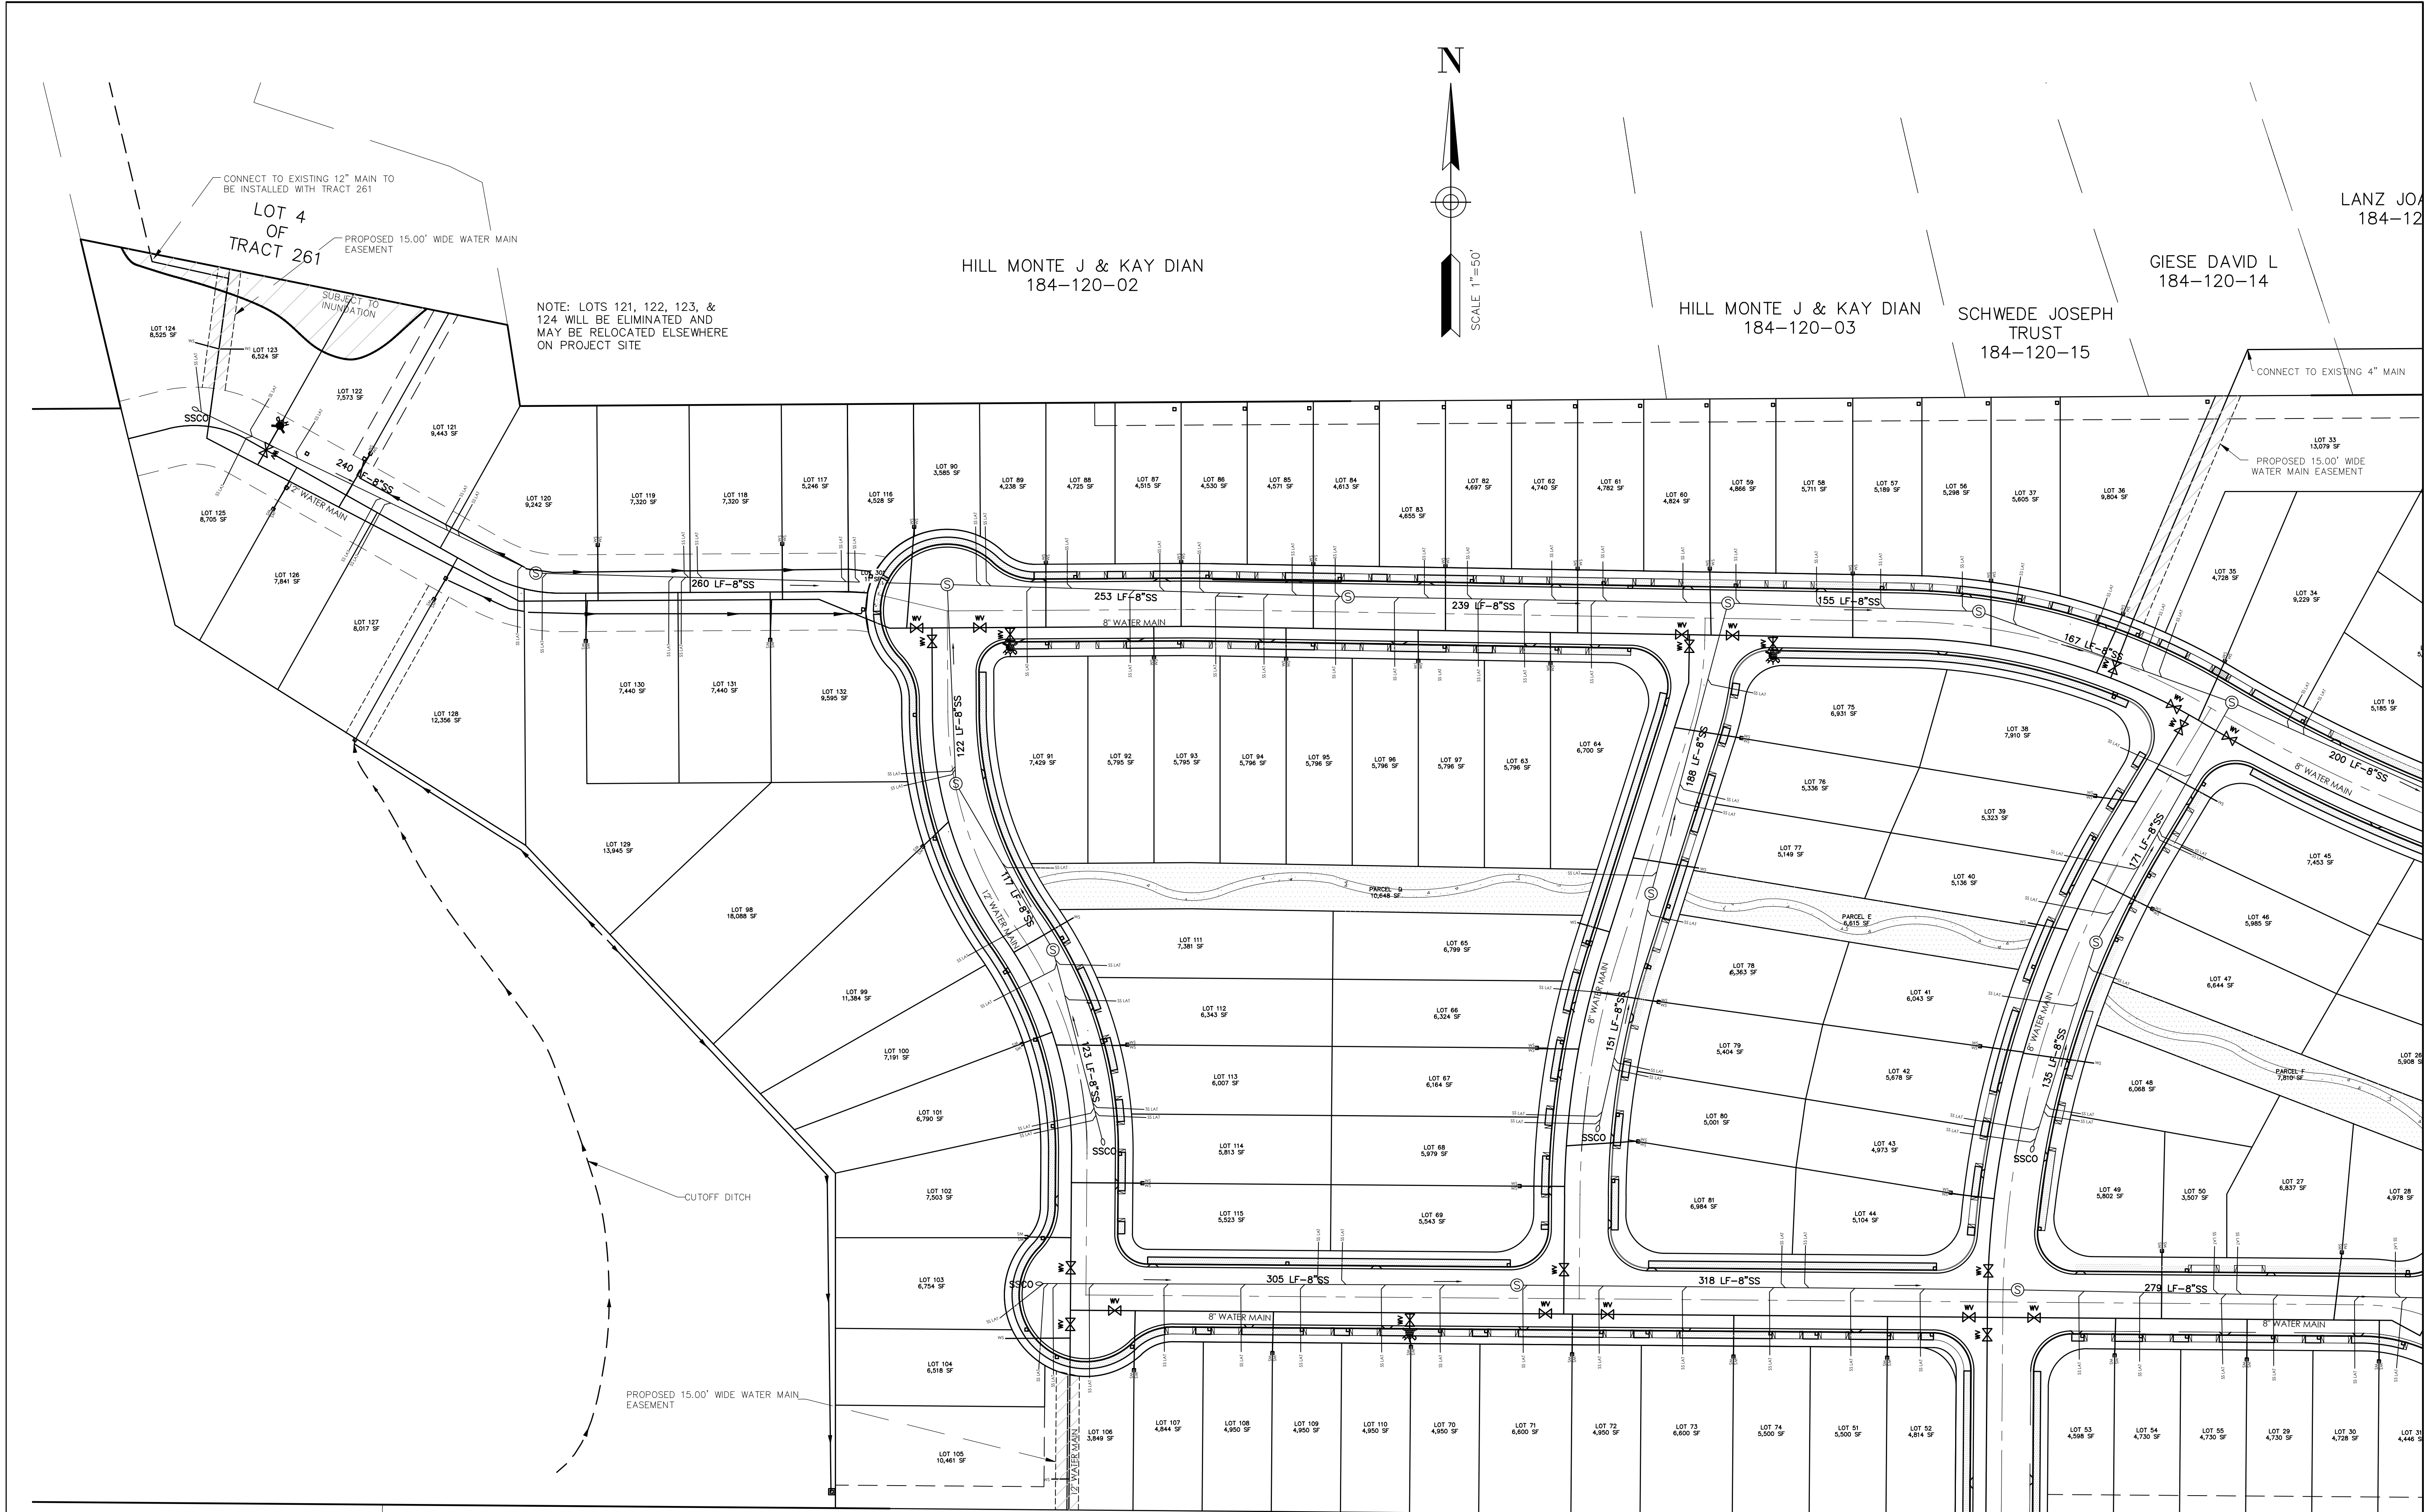 N
SCALE 1"=50'
CONNECT TO EXISTING 12" MAIN TO
BE INSTALLED WITH TRACT 261
LOT 4
OF
TRACT 261
PROPOSED 15.00' WIDE WATER MAIN
EASEMENT
SUBJECT TO
INUNDATION
NOTE: LOTS 121, 122, 123, &
124 WILL BE ELIMINATED AND
MAY BE RELOCATED ELSEWHERE
ON PROJECT SITE
HILL MONTE J & KAY DIAN
184-120-02
HILL MONTE J & KAY DIAN
184-120-03
SCHWEDE JOSEPH
TRUST
184-120-15
GIESE DAVID L
184-120-14
LANZ JOA
184-12
CONNECT TO EXISTING 4" MAIN
PROPOSED 15.00' WIDE
WATER MAIN EASEMENT
LOT 124
8,525 SF
LOT 123
6,524 SF
LOT 122
7,573 SF
LOT 121
9,443 SF
SSCO
240 LF-8"SS
12" WATER MAIN
LOT 125
8,705 SF
LOT 126
7,841 SF
LOT 127
8,017 SF
LOT 128
12,356 SF
LOT 120
9,242 SF
LOT 119
7,320 SF
LOT 118
7,320 SF
LOT 117
5,246 SF
LOT 116
4,528 SF
LOT 90
3,585 SF
LOT 89
4,238 SF
LOT 88
4,725 SF
LOT 87
4,515 SF
LOT 86
4,530 SF
LOT 85
4,571 SF
LOT 84
4,613 SF
LOT 83
4,655 SF
LOT 82
4,697 SF
LOT 62
4,740 SF
LOT 61
4,782 SF
LOT 60
4,824 SF
LOT 59
4,866 SF
LOT 58
5,711 SF
LOT 57
5,189 SF
LOT 56
5,298 SF
LOT 37
5,605 SF
LOT 36
9,804 SF
LOT 33
13,079 SF
LOT 35
4,728 SF
LOT 34
9,229 SF
LOT 19
5,185 SF
260 LF-8"SS
253 LF-8"SS
239 LF-8"SS
155 LF-8"SS
167 LF-8"SS
200 LF-8"SS
8" WATER MAIN
8" WATER MAIN
LOT 130
7,440 SF
LOT 131
7,440 SF
LOT 132
9,595 SF
122 LF-8"SS
LOT 91
7,429 SF
LOT 92
5,795 SF
LOT 93
5,795 SF
LOT 94
5,796 SF
LOT 95
5,796 SF
LOT 96
5,796 SF
LOT 97
5,796 SF
LOT 63
5,796 SF
LOT 64
6,700 SF
188 LF-8"SS
LOT 75
6,931 SF
LOT 38
7,910 SF
LOT 76
5,336 SF
LOT 39
5,323 SF
LOT 77
5,149 SF
LOT 40
5,136 SF
171 LF-8"SS
LOT 45
7,453 SF
LOT 129
13,945 SF
LOT 98
18,088 SF
117 LF-8"SS
12" WATER MAIN
PARCEL D
10,648 SF
PARCEL E
6,615 SF
LOT 46
5,985 SF
LOT 111
7,381 SF
LOT 65
6,799 SF
LOT 78
6,363 SF
LOT 41
6,043 SF
LOT 47
6,644 SF
LOT 99
11,384 SF
LOT 112
6,343 SF
LOT 66
6,324 SF
8" WATER MAIN
151 LF-8"SS
LOT 79
5,404 SF
LOT 42
5,678 SF
8" WATER MAIN
135 LF-8"SS
LOT 26
5,908 S
LOT 100
7,191 SF
123 LF-8"SS
LOT 113
6,007 SF
LOT 67
6,164 SF
PARCEL F
7,810 SF
LOT 48
6,068 SF
LOT 101
6,790 SF
LOT 80
5,001 SF
SSCO
SSCO
SSCO
LOT 114
5,813 SF
LOT 68
5,979 SF
LOT 43
4,973 SF
CUTOFF DITCH
LOT 102
7,503 SF
LOT 115
5,523 SF
LOT 69
5,543 SF
LOT 81
6,984 SF
LOT 44
5,104 SF
LOT 49
5,802 SF
LOT 50
3,507 SF
LOT 27
6,837 SF
LOT 28
4,978 SF
LOT 103
6,754 SF
SSCO
305 LF-8"SS
318 LF-8"SS
279 LF-8"SS
8" WATER MAIN
8" WATER MAIN
LOT 104
6,518 SF
PROPOSED 15.00' WIDE WATER MAIN
EASEMENT
LOT 105
10,461 SF
12" WATER MAIN
LOT 106
3,849 SF
LOT 107
4,844 SF
LOT 108
4,950 SF
LOT 109
4,950 SF
LOT 110
4,950 SF
LOT 70
4,950 SF
LOT 71
6,600 SF
LOT 72
4,950 SF
LOT 73
6,600 SF
LOT 74
5,500 SF
LOT 51
5,500 SF
LOT 52
4,814 SF
LOT 53
4,598 SF
LOT 54
4,730 SF
LOT 55
4,730 SF
LOT 29
4,730 SF
LOT 30
4,728 SF
LOT 31
4,446 S